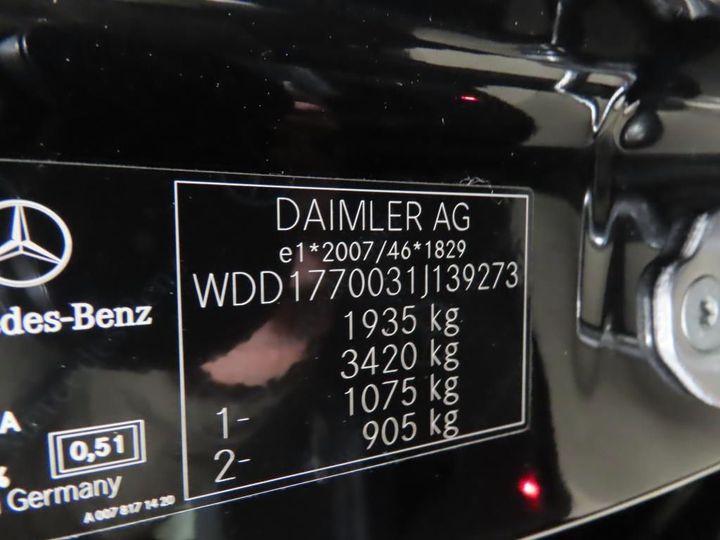 DAIMLER AG
e1*2007/46*1829
WDD1770031J139273
1935 kg
3420 kg
1- 1075 kg
2- 905 kg
des-Benz
A
0,51
Germany
A 007 817 14 20